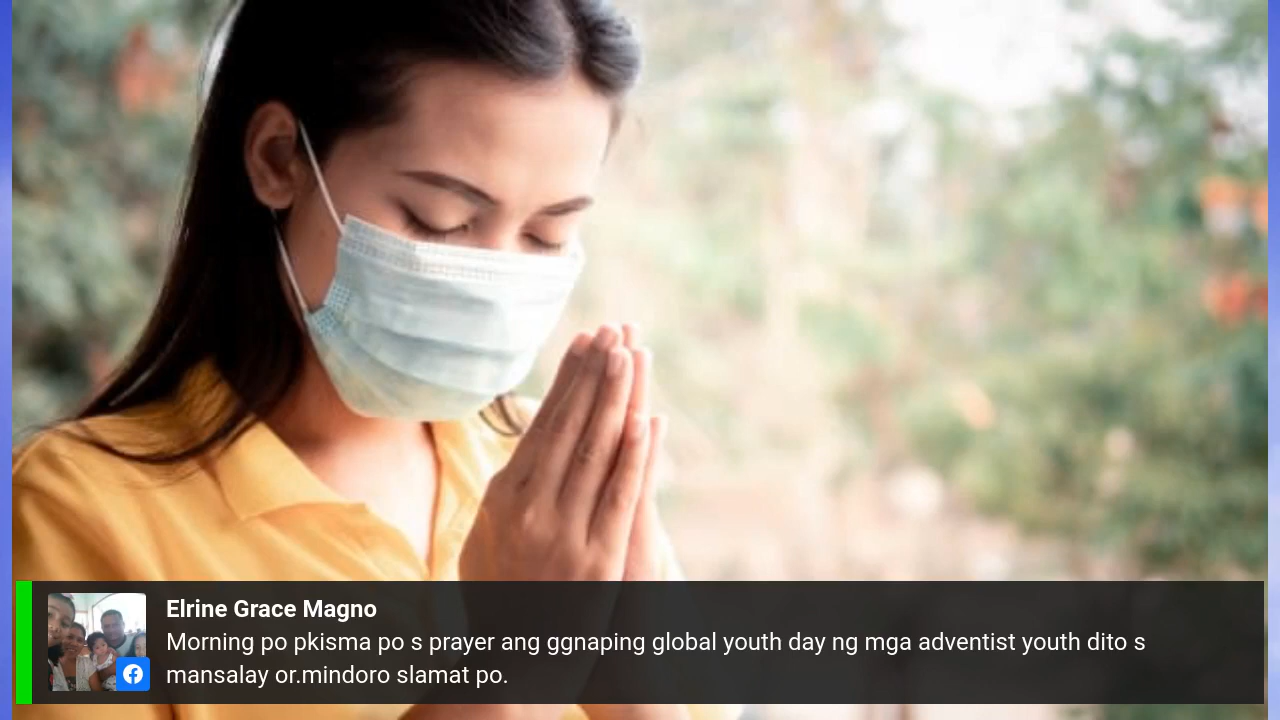 Elrine Grace Magno
Morning po pkisma po s prayer ang ggnaping global youth day ng mga adventist youth dito s
mansalay or.mindoro slamat po.